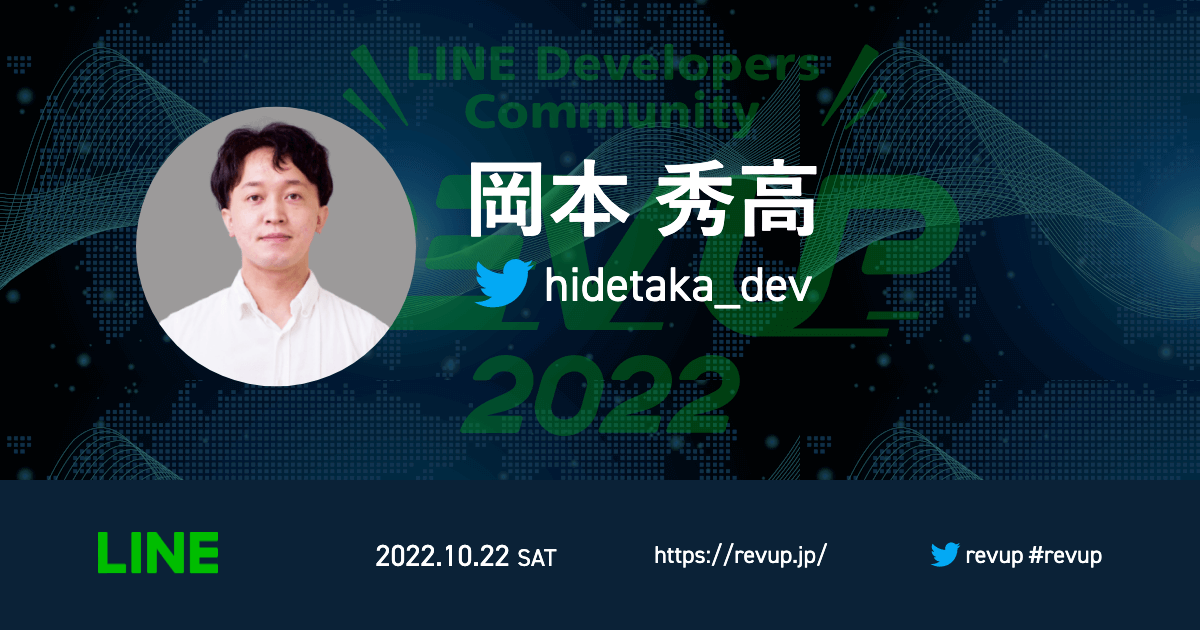 LINE Developers
Community
REVUP
岡本 秀高
hidetaka_dev
2022
LINE
2022.10.22 SAT
https://revup.jp/
revup #revup